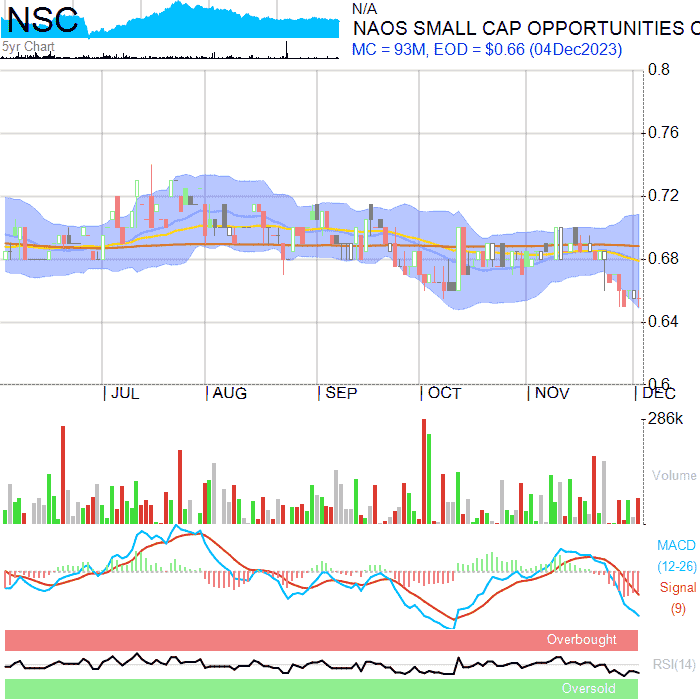 NSC
N/A
NAOS SMALL CAP OPPORTUNITIES C
MC = 93M, EOD = $0.66 (04Dec2023)
5yr Chart
0.8
0.76
0.72
0.68
0.64
0.6
JUL AUG SEP OCT NOV DEC
286k
Volume
MACD
(12-26)
Signal
(9)
Overbought
RSI(14)
Oversold